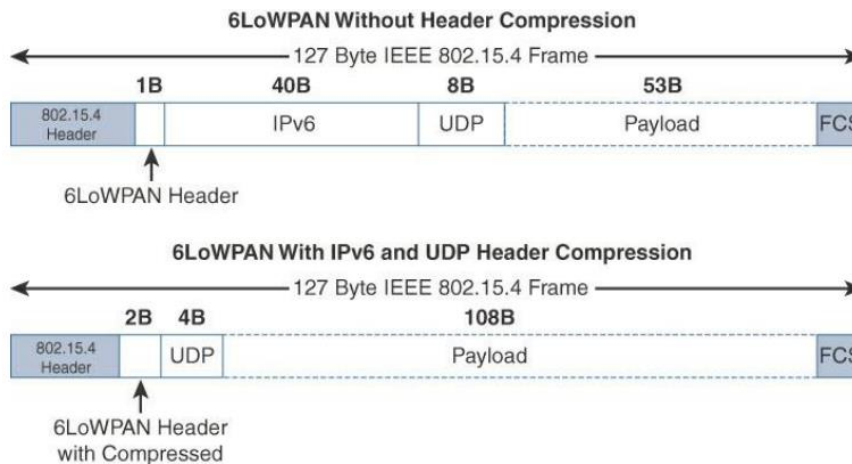 6LoWPAN Without Header Compression
127 Byte IEEE 802.15.4 Frame
1B 40B 8B 53B
802.15.4
Header
IPv6 UDP Payload FCS
6LoWPAN Header
6LoWPAN With IPv6 and UDP Header Compression
127 Byte IEEE 802.15.4 Frame
2B 4B 108B
802.15.4
Header
UDP Payload FCS
6LoWPAN Header
with Compressed